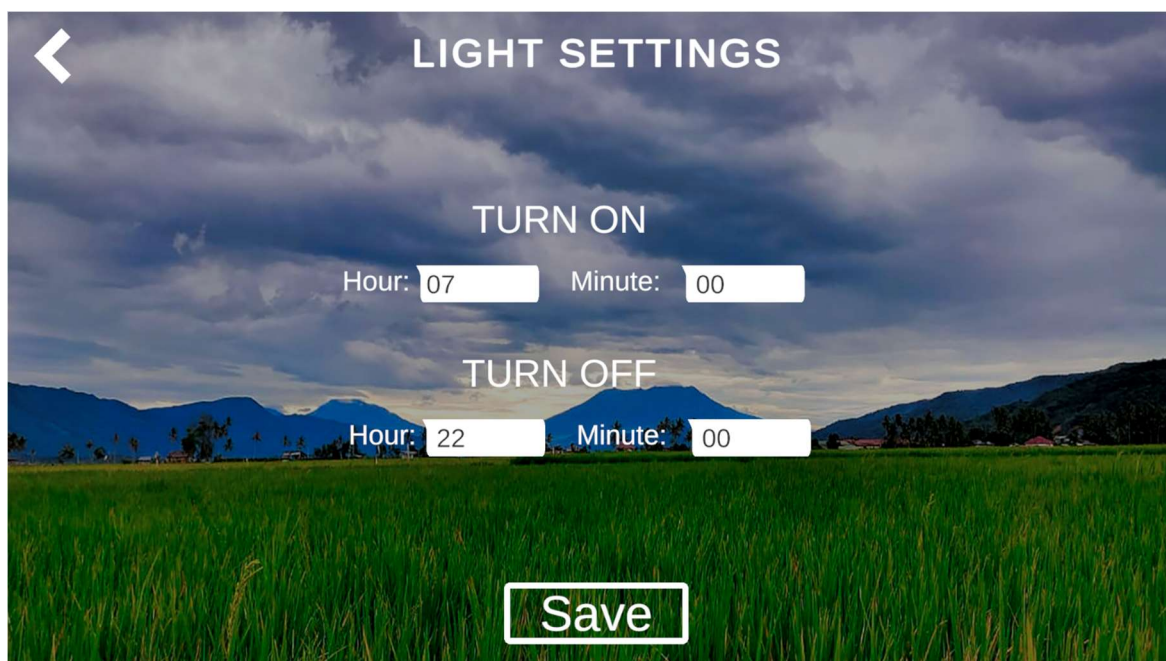 LIGHT SETTINGS
TURN ON
Hour: 07 Minute: 00
TURN OFF
Hour: 22 Minute: 00
Save